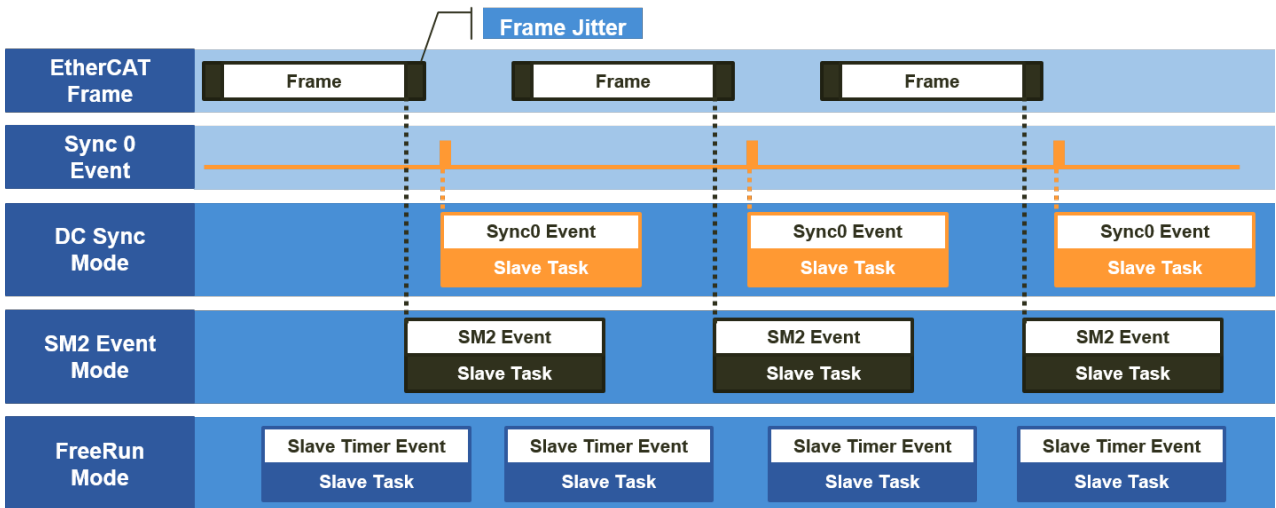 Frame Jitter
EtherCAT
Frame
Frame
Frame
Frame
Sync 0
Event
DC Sync
Mode
Sync0 Event
Slave Task
Sync0 Event
Slave Task
Sync0 Event
Slave Task
SM2 Event
Mode
SM2 Event
Slave Task
SM2 Event
Slave Task
SM2 Event
Slave Task
FreeRun
Mode
Slave Timer Event
Slave Task
Slave Timer Event
Slave Task
Slave Timer Event
Slave Task
Slave Timer Event
Slave Task